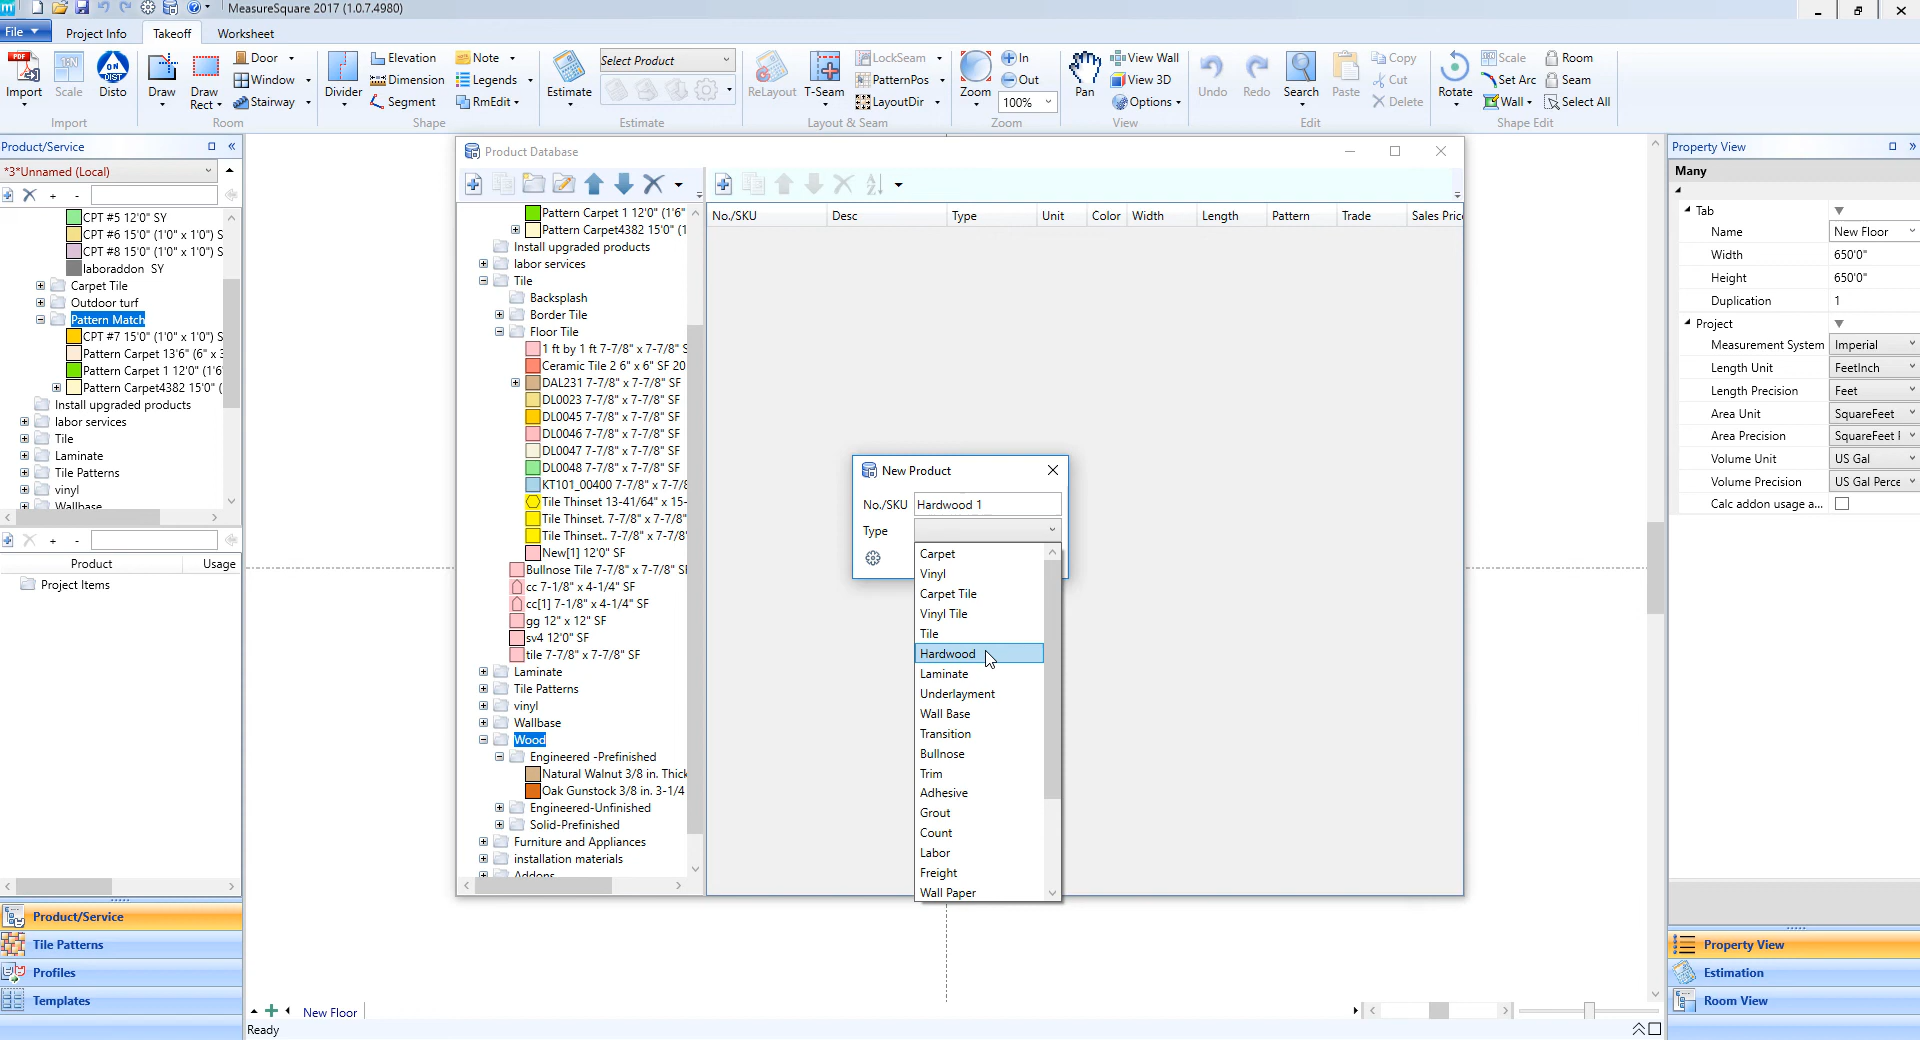 MeasureSquare 2017 (1.0.7.4980)
File
Project Info
Takeoff
Worksheet
Import
Scale
Disto
Draw
Draw Rect
Door
Window
Stairway
Divider
Elevation
Dimension
Segment
Note
Legends
RmEdit
Estimate
Select Product
ReLayout
T-Seam
LockSeam
PatternPos
LayoutDir
Zoom
In
Out
100%
Pan
View Wall
View 3D
Options
Undo
Redo
Search
Paste
Copy
Cut
Delete
Rotate
Scale
Set Arc
Wall
Room
Seam
Select All
Import
Room
Shape
Estimate
Layout & Seam
Zoom
View
Edit
Shape Edit
Product/Service
*3*Unnamed (Local)
CPT #5 12'0" SY
CPT #6 15'0" (1'0" x 1'0") S
CPT #8 15'0" (1'0" x 1'0") S
laboraddon SY
Carpet Tile
Outdoor turf
Pattern Match
CPT #7 15'0" (1'0" x 1'0") S
Pattern Carpet 13'6" (6" x 3
Pattern Carpet 1 12'0" (1'6
Pattern Carpet4382 15'0" (
Install upgraded products
labor services
Tile
Laminate
Tile Patterns
vinyl
Wallbase
Product
Usage
Project Items
Product/Service
Tile Patterns
Profiles
Templates
Product Database
Pattern Carpet 1 12'0" (1'6"
Pattern Carpet4382 15'0" (1
Install upgraded products
labor services
Tile
Backsplash
Border Tile
Floor Tile
1 ft by 1 ft 7-7/8" x 7-7/8" S
Ceramic Tile 2 6" x 6" SF 20
DAL231 7-7/8" x 7-7/8" SF
DL0023 7-7/8" x 7-7/8" SF
DL0045 7-7/8" x 7-7/8" SF
DL0046 7-7/8" x 7-7/8" SF
DL0047 7-7/8" x 7-7/8" SF
DL0048 7-7/8" x 7-7/8" SF
KT101_00400 7-7/8" x 7-7/8
Tile Thinset 13-41/64" x 15-
Tile Thinset. 7-7/8" x 7-7/8"
Tile Thinset.. 7-7/8" x 7-7/8
New[1] 12'0" SF
Bullnose Tile 7-7/8" x 7-7/8" SF
cc 7-1/8" x 4-1/4" SF
cc[1] 7-1/8" x 4-1/4" SF
gg 12" x 12" SF
sv4 12'0" SF
tile 7-7/8" x 7-7/8" SF
Laminate
Tile Patterns
vinyl
Wallbase
Wood
Engineered -Prefinished
Natural Walnut 3/8 in. Thick
Oak Gunstock 3/8 in. 3-1/4
Engineered-Unfinished
Solid-Prefinished
Furniture and Appliances
installation materials
Addons
No./SKU
Desc
Type
Unit
Color
Width
Length
Pattern
Trade
Sales Pric
New Product
No./SKU
Hardwood 1
Type
Carpet
Vinyl
Carpet Tile
Vinyl Tile
Tile
Hardwood
Laminate
Underlayment
Wall Base
Transition
Bullnose
Trim
Adhesive
Grout
Count
Labor
Freight
Wall Paper
New Floor
Ready
Property View
Many
Tab
Name
New Floor
Width
650'0"
Height
650'0"
Duplication
1
Project
Measurement System
Imperial
Length Unit
FeetInch
Length Precision
Feet
Area Unit
SquareFeet
Area Precision
SquareFeet
Volume Unit
US Gal
Volume Precision
US Gal Perce
Calc addon usage a...
Property View
Estimation
Room View